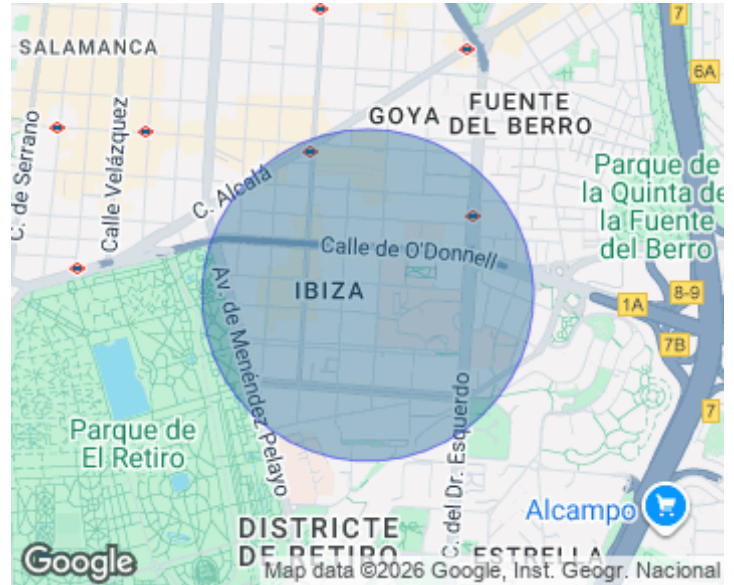 7
SALAMANCA
6A
GOYA
FUENTE
DEL BERRO
C. de Serrano
Calle Velázquez
C. Alcalá
Parque de
la Quinta de
la Fuente
del Berro
Calle de O'Donnell
IBIZA
8-9
1A
7B
Av. de Menéndez Pelayo
7
Parque de
El Retiro
C. del Dr. Esquerdo
Alcampo
DISTRICTE
DE RETIRO
ESTRELLA
Google
Map data ©2026 Google, Inst. Geogr. Nacional